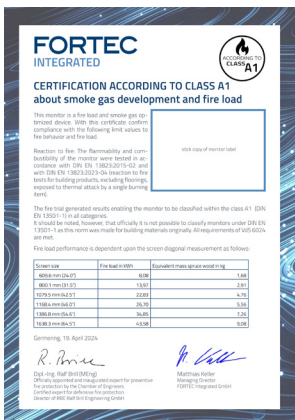 FORTEC
INTEGRATED
ACCORDING TO
CLASS
A1
CERTIFICATION ACCORDING TO CLASS A1
about smoke gas development and fire load
This monitor is a fire load and smoke gas op-
timized device. With this certificate confirm
compliance with the following limit values to
fire behavior and fire load.
Reaction to fire: The flammability and com-
bustibility of the monitor were tested in ac-
cordance with DIN EN 13823:2015-02 and
with DIN EN 13823:2023-04 (reaction to fire
tests for building products, excluding floorings,
exposed to thermal attack by a single burning
item).
stick copy of monitor label
The fire trial generated results enabling the monitor to be classified within the class A1 (DIN
EN 13501-1) in all categories.
It should be noted, however, that officially it is not possible to classify monitors under DIN EN
13501-1 as this norm was made for building materials originally. All requirements of VdS 6024
are met.
Fire load performance is dependent upon the screen diagonal measurement as follows:
Screen size Fire load in kWh Equivalent mass spruce wood in kg
609.6 mm (24.0") 8,08 1,68
800.1 mm (31.5") 13,97 2,91
1079.5 mm (42.5") 22,83 4,76
1168.4 mm (46.0") 26,70 5,56
1386.8 mm (54.6") 34,85 7,26
1638.3 mm (64.5") 43,58 9,08
Germering, 19. April 2024
Dipl.-Ing. Ralf Brill (MEng)
Officially appointed and inaugurated expert for preventive
fire protection by the Chamber of Engineers
Certified expert for defensive fire protection
Director of BBE Ralf Brill Engineering GmbH
Matthias Keller
Managing Director
FORTEC Integrated GmbH